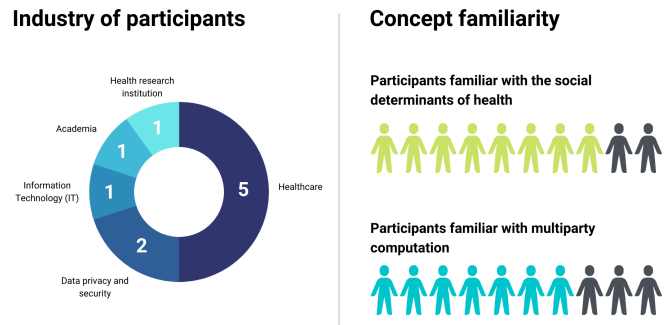 Industry of participants
Health research
institution
1
Academia
1
Information
Technology (IT)
1
5
Healthcare
2
Data privacy and
security
Concept familiarity
Participants familiar with the social
determinants of health
Participants familiar with multiparty
computation